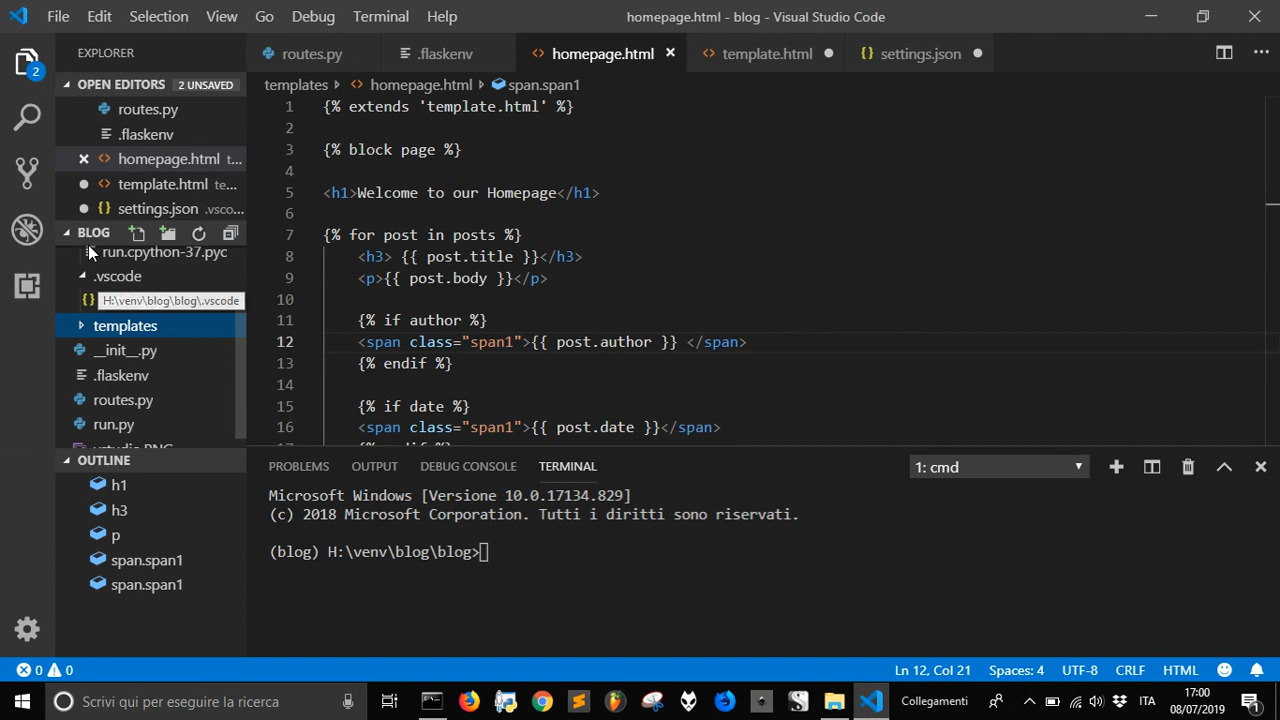 File Edit Selection View Go Debug Terminal Help homepage.html - blog - Visual Studio Code
EXPLORER
2
OPEN EDITORS 2 UNSAVED
routes.py
.flaskenv
homepage.html t...
template.html te...
settings.json .vsco...
BLOG
run.cpython-37.pyc
.vscode
H:\venv\blog\blog\.vscode
templates
__init__.py
.flaskenv
routes.py
run.py
OUTLINE
h1
h3
p
span.span1
span.span1
routes.py .flaskenv homepage.html template.html settings.json
templates homepage.html span.span1
1 {% extends 'template.html' %}
2
3 {% block page %}
4
5 <h1>Welcome to our Homepage</h1>
6
7 {% for post in posts %}
8 <h3> {{ post.title }}</h3>
9 <p>{{ post.body }}</p>
10
11 {% if author %}
12 <span class="span1">{{ post.author }} </span>
13 {% endif %}
14
15 {% if date %}
16 <span class="span1">{{ post.date }}</span>
PROBLEMS OUTPUT DEBUG CONSOLE TERMINAL 1: cmd
Microsoft Windows [Versione 10.0.17134.829]
(c) 2018 Microsoft Corporation. Tutti i diritti sono riservati.
(blog) H:\venv\blog\blog>
0 0 Ln 12, Col 21 Spaces: 4 UTF-8 CRLF HTML
Scrivi qui per eseguire la ricerca Collegamenti ITA 17:00
08/07/2019 1